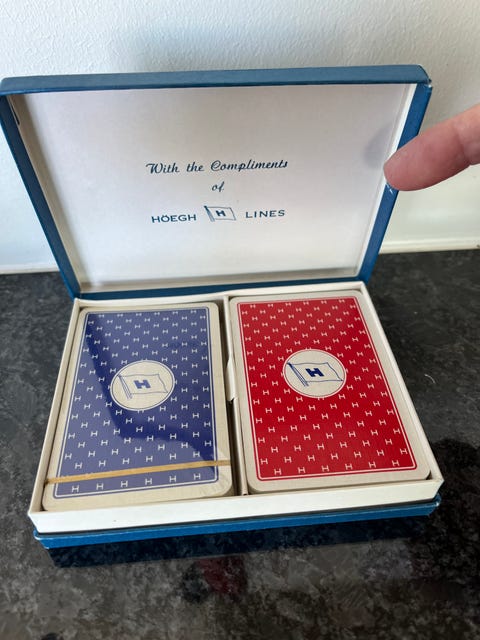 With the Compliments
of
HÖEGH H LINES
H
H